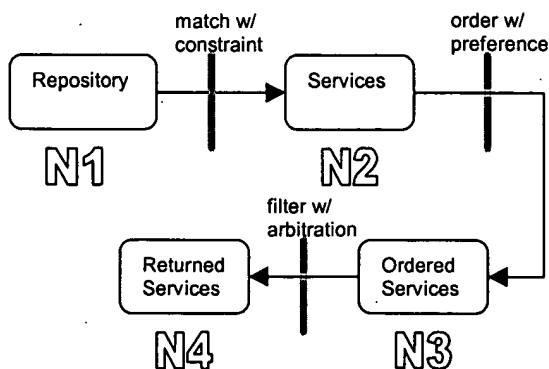 match w/
constraint
order w/
preference
Repository
Services
N1
N2
filter w/
arbitration
Returned
Services
Ordered
Services
N4
N3